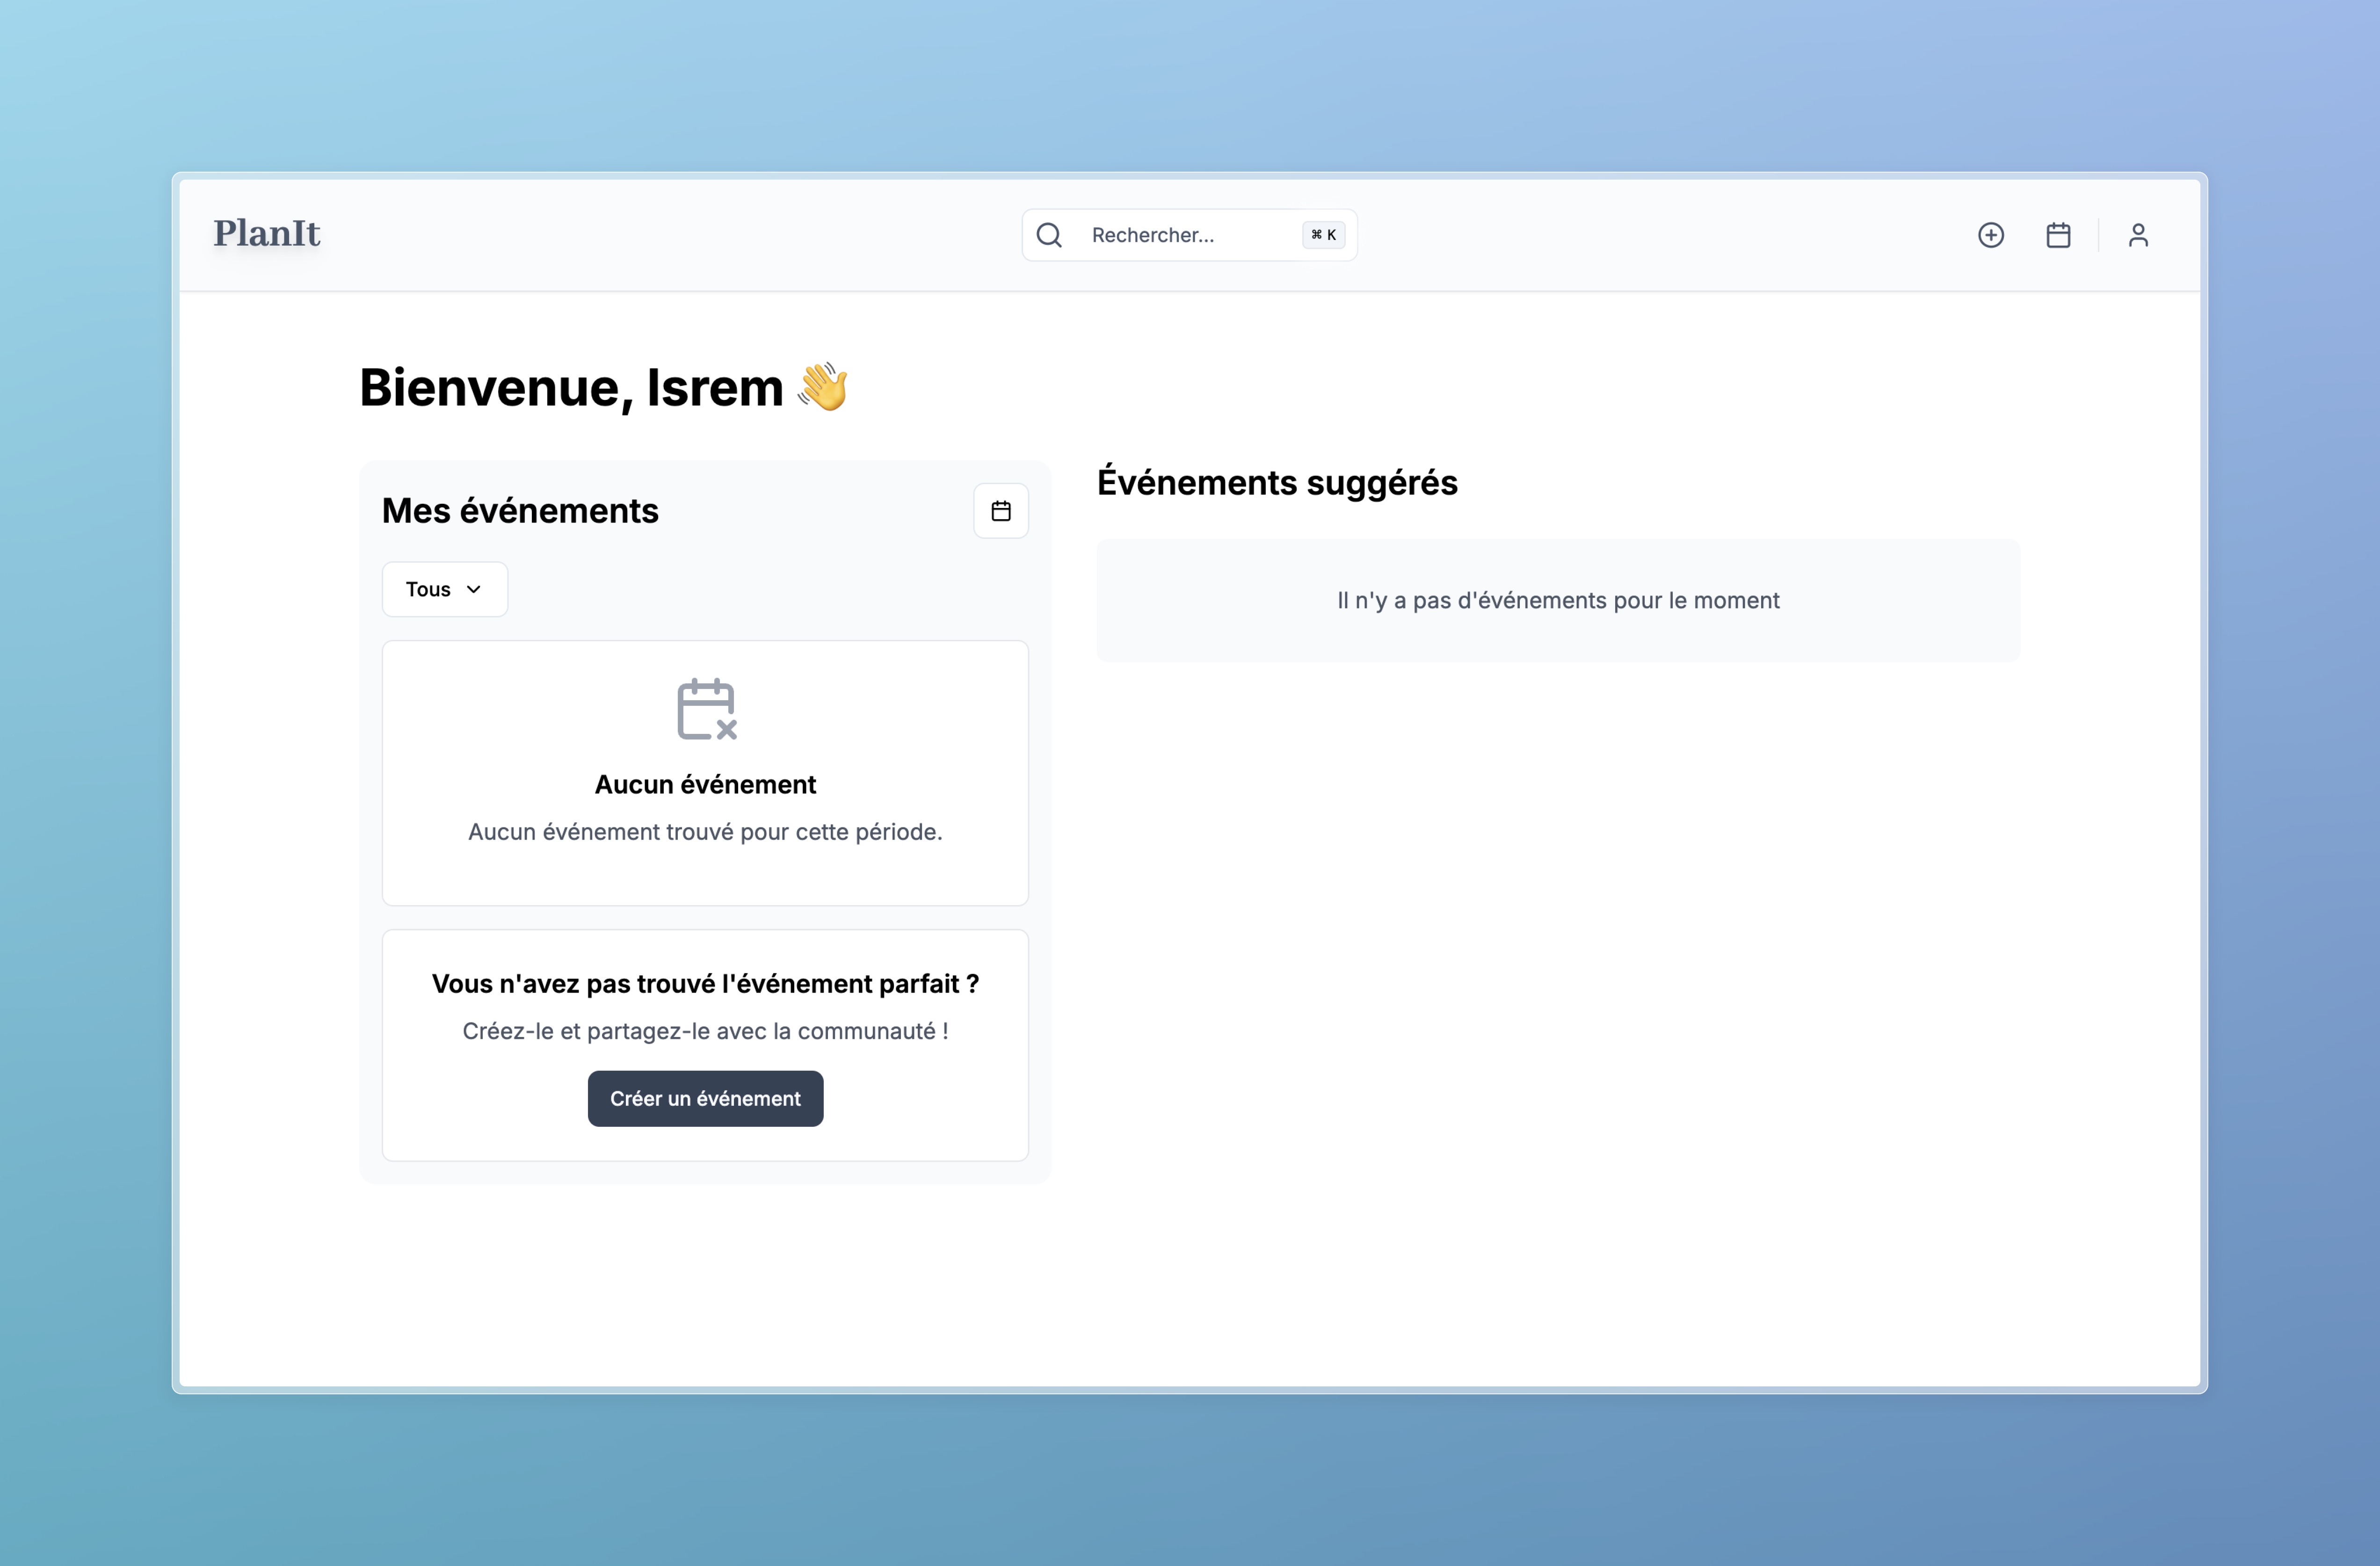 PlanIt
Rechercher...
⌘ K
Bienvenue, Isrem 👋
Mes événements
Tous
Aucun événement
Aucun événement trouvé pour cette période.
Vous n'avez pas trouvé l'événement parfait ?
Créez-le et partagez-le avec la communauté !
Créer un événement
Événements suggérés
Il n'y a pas d'événements pour le moment